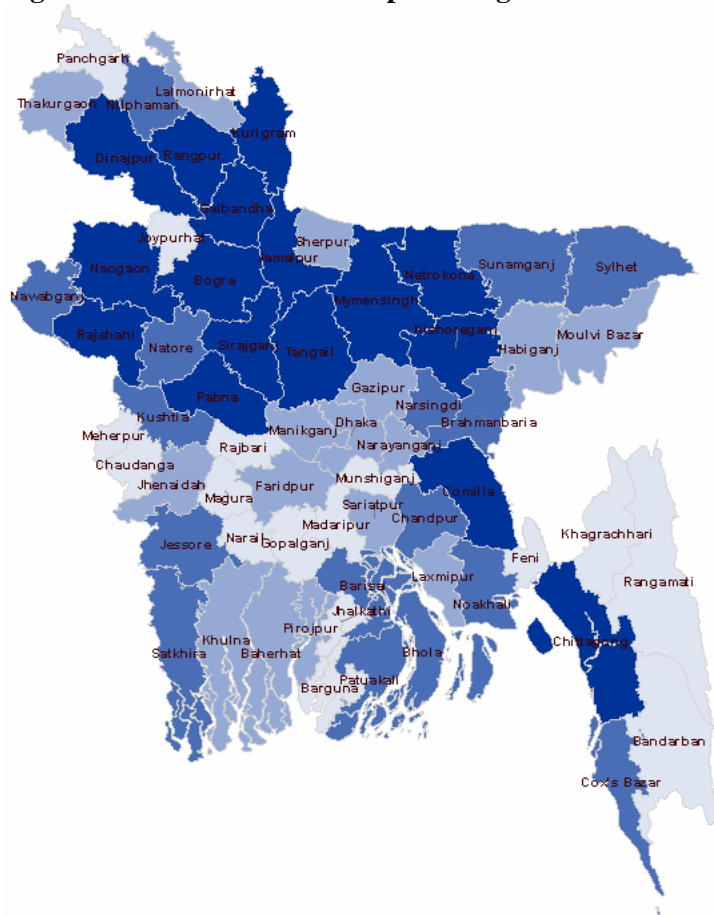 Panchgarh
Thakurgaon
Nilphamari
Lalmonirhat
Kurigram
Dinajpur
Rangpur
Gaibandha
Joypurhat
Jamalpur
Sherpur
Naogaon
Bogra
Mymensingh
Netrokona
Sunamganj
Sylhet
Nawabganj
Rajshahi
Natore
Sirajganj
Tangail
Kishoreganj
Habiganj
Moulvi Bazar
Pabna
Gazipur
Narsingdi
Brahmanbaria
Kushtia
Manikganj
Dhaka
Narayanganj
Meherpur
Rajbari
Chaudanga
Jhenaidah
Magura
Faridpur
Munshiganj
Comilla
Sariatpur
Madaripur
Chandpur
Jessore
Narail
Gopalganj
Feni
Khagrachhari
Rangamati
Barisal
Laxmipur
Noakhali
Jhalkathi
Pirojpur
Khulna
Baherhat
Satkhira
Bhola
Patuakali
Barguna
Chittagong
Bandarban
Cox's Bazar